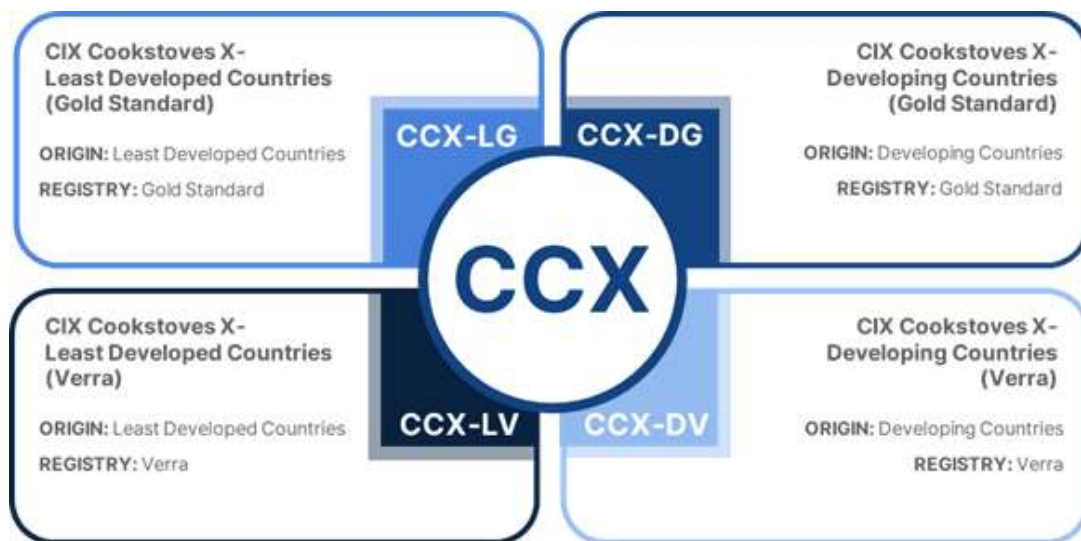 CIX Cookstoves X-
Least Developed Countries
(Gold Standard)
ORIGIN: Least Developed Countries
REGISTRY: Gold Standard
CCX-LG
CIX Cookstoves X-
Developing Countries
(Gold Standard)
ORIGIN: Developing Countries
REGISTRY: Gold Standard
CCX-DG
CCX
CIX Cookstoves X-
Least Developed Countries
(Verra)
ORIGIN: Least Developed Countries
REGISTRY: Verra
CCX-LV
CIX Cookstoves X-
Developing Countries
(Verra)
ORIGIN: Developing Countries
REGISTRY: Verra
CCX-DV